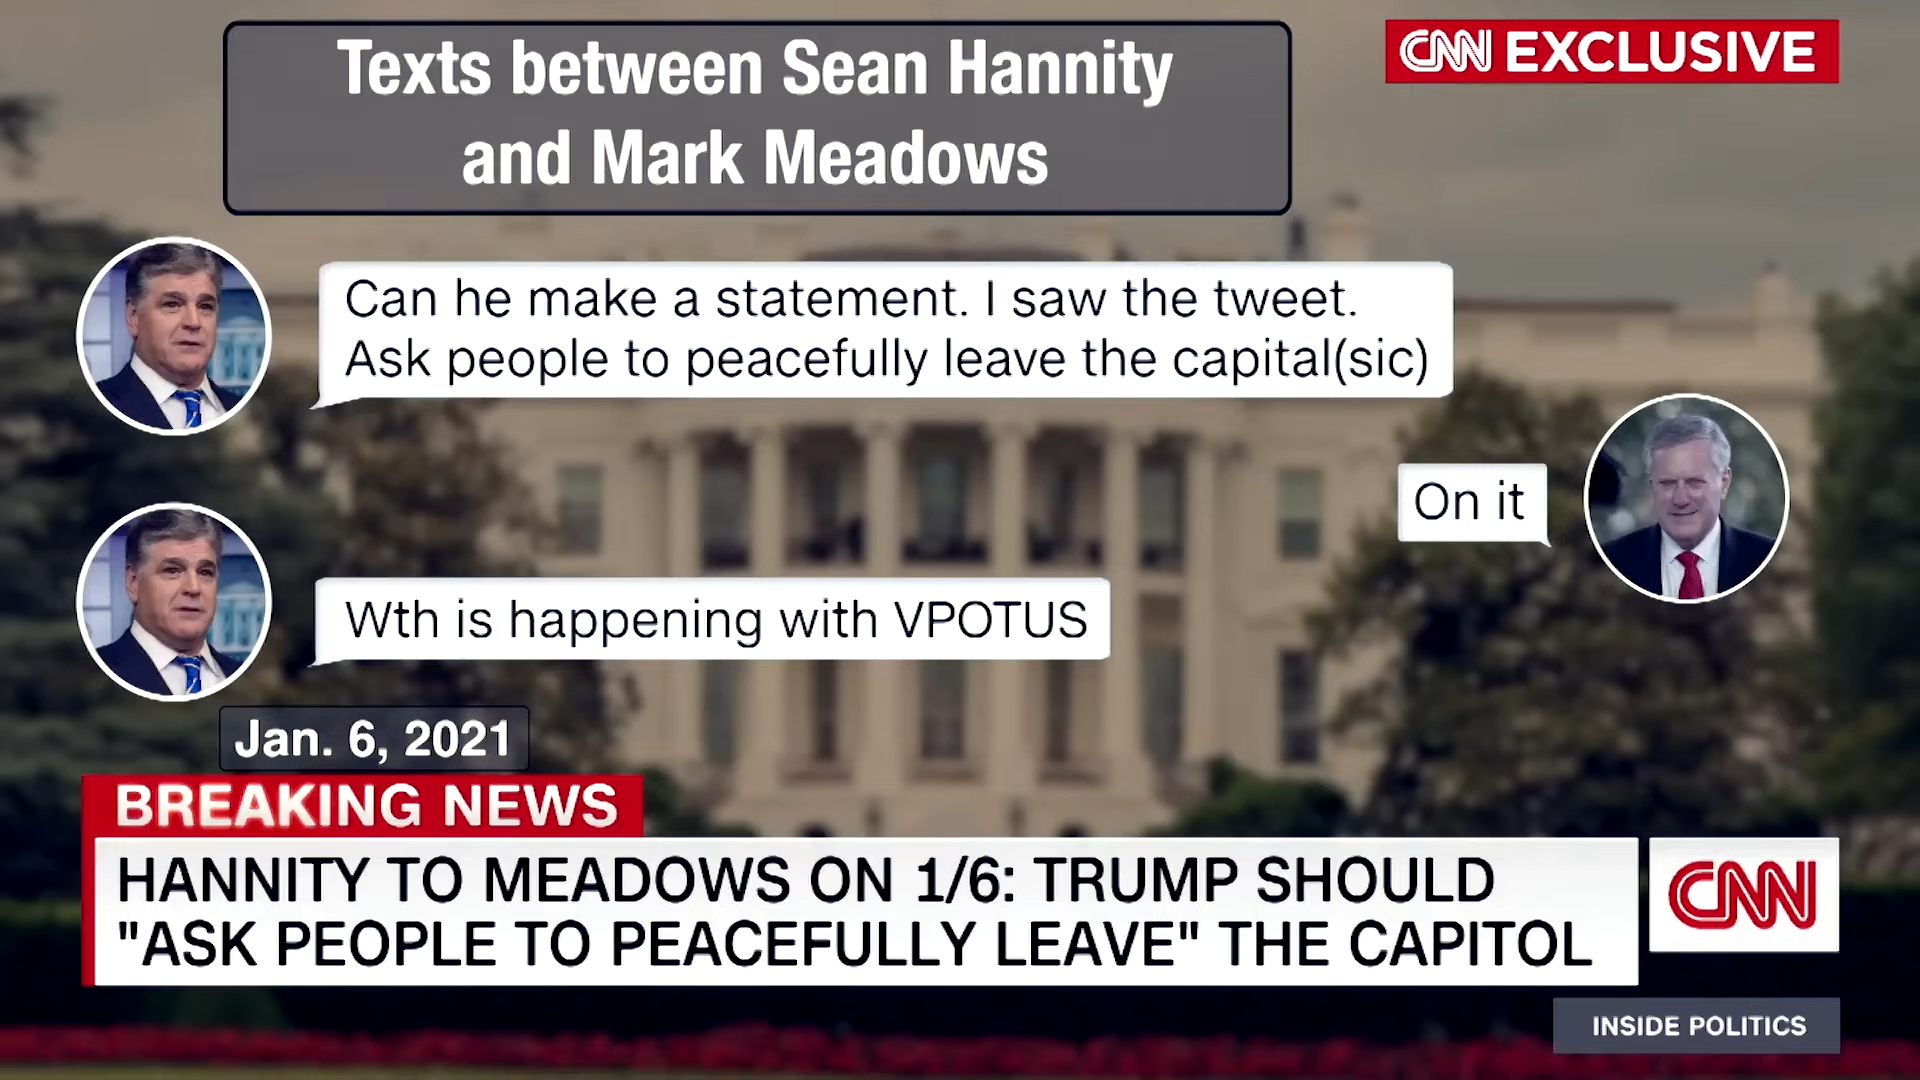 Texts between Sean Hannity
and Mark Meadows
CNN EXCLUSIVE
Can he make a statement. I saw the tweet.
Ask people to peacefully leave the capital(sic)
On it
Wth is happening with VPOTUS
Jan. 6, 2021
BREAKING NEWS
HANNITY TO MEADOWS ON 1/6: TRUMP SHOULD
"ASK PEOPLE TO PEACEFULLY LEAVE" THE CAPITOL
CNN
INSIDE POLITICS